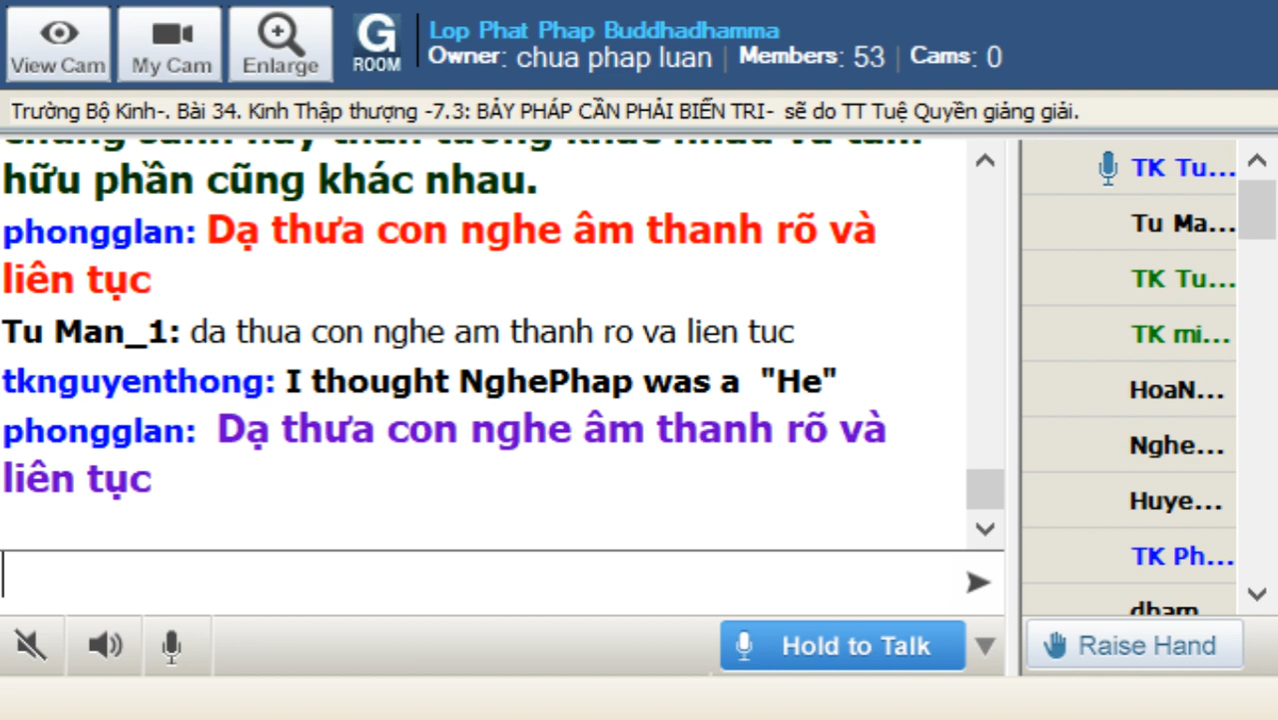 View Cam
My Cam
Enlarge
G
ROOM
Lop Phat Phap Buddhadhamma
Owner: chua phap luan | Members: 53 | Cams: 0
Trường Bộ Kinh-. Bài 34. Kinh Thập thượng -7.3: BẢY PHÁP CẦN PHẢI BIẾN TRI- sẽ do TT Tuệ Quyền giảng giải.
hữu phần cũng khác nhau.
phongglan: Dạ thưa con nghe âm thanh rõ và
liên tục
Tu Man_1: da thua con nghe am thanh ro va lien tuc
tknguyenthong: I thought NghePhap was a "He"
phongglan: Dạ thưa con nghe âm thanh rõ và
liên tục
TK Tu...
Tu Ma...
TK Tu...
TK mi...
HoaN...
Nghe...
Huye...
TK Ph...
Hold to Talk
Raise Hand